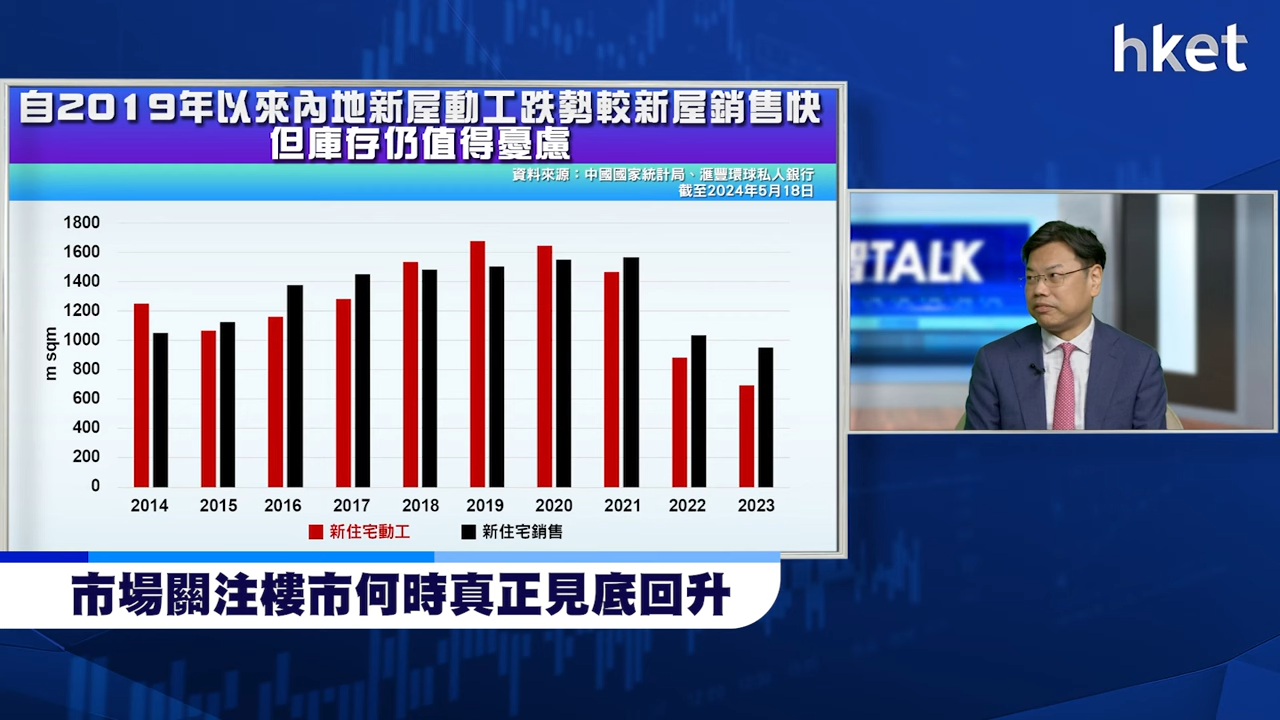 hket
自2019年以來內地新屋動工跌勢較新屋銷售快
但庫存仍值得憂慮
資料來源：中國國家統計局、滙豐環球私人銀行
截至2024年5月18日
1800
1600
1400
1200
1000
800
600
400
200
0
m sqm
2014 2015 2016 2017 2018 2019 2020 2021 2022 2023
新住宅動工 新住宅銷售
TALK
市場關注樓市何時真正見底回升